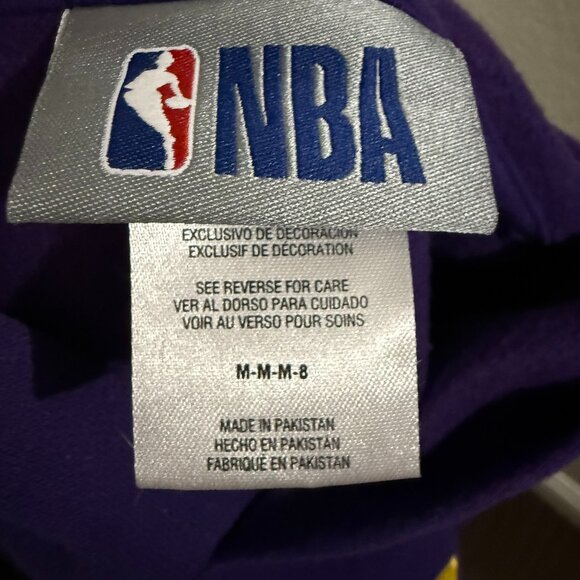 NBA
EXCLUSIVO DE DECORACIÓN
EXCLUSIF DE DÉCORATION
SEE REVERSE FOR CARE
VER AL DORSO PARA CUIDADO
VOIR AU VERSO POUR SOINS
M-M-M-8
MADE IN PAKISTAN
HECHO EN PAKISTAN
FABRIQUÉ EN PAKISTAN